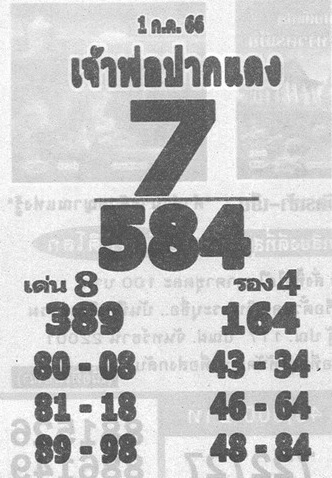 1 ก.ค. 66
เจ้าพ่อปากแดง
7
584
เด่น 8 รอง 4
389 164
80 - 08 43 - 34
81 - 18 46 - 64
89 - 98 48 - 84